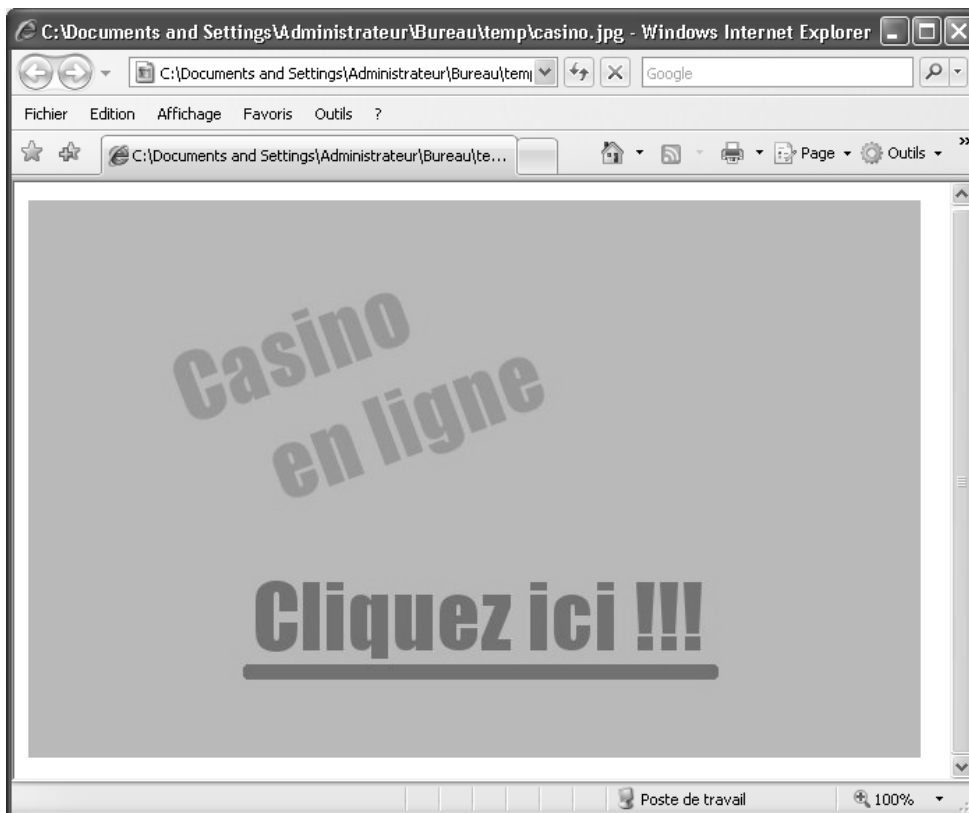 C:\Documents and Settings\Administrateur\Bureau\temp\casino.jpg - Windows Internet Explorer
C:\Documents and Settings\Administrateur\Bureau\temp
Google
Fichier Edition Affichage Favoris Outils ?
C:\Documents and Settings\Administrateur\Bureau\te...
Page Outils »
Casino
en ligne
Cliquez ici !!!
Poste de travail 100%